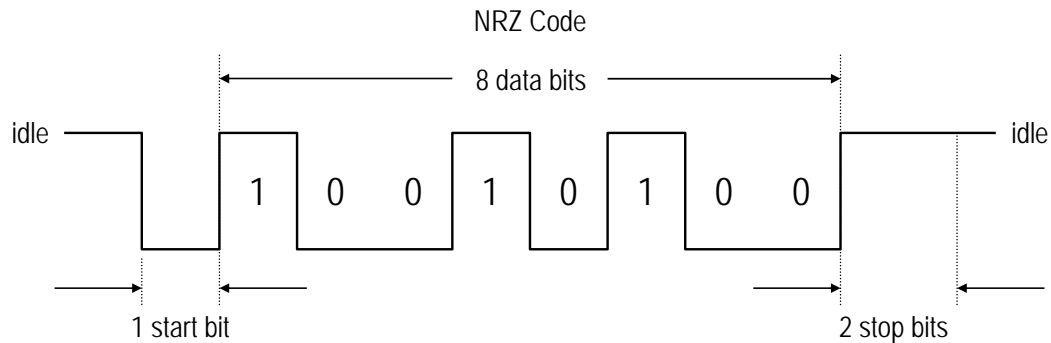 NRZ Code
8 data bits
idle
idle
1 0 0 1 0 1 0 0
1 start bit
2 stop bits